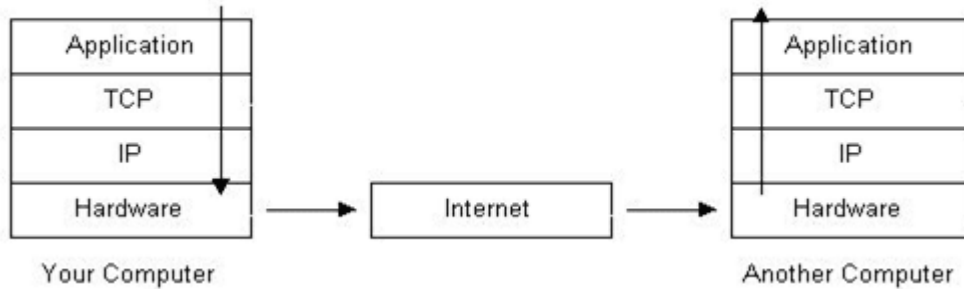 Application
TCP
IP
Hardware
Your Computer
Internet
Application
TCP
IP
Hardware
Another Computer